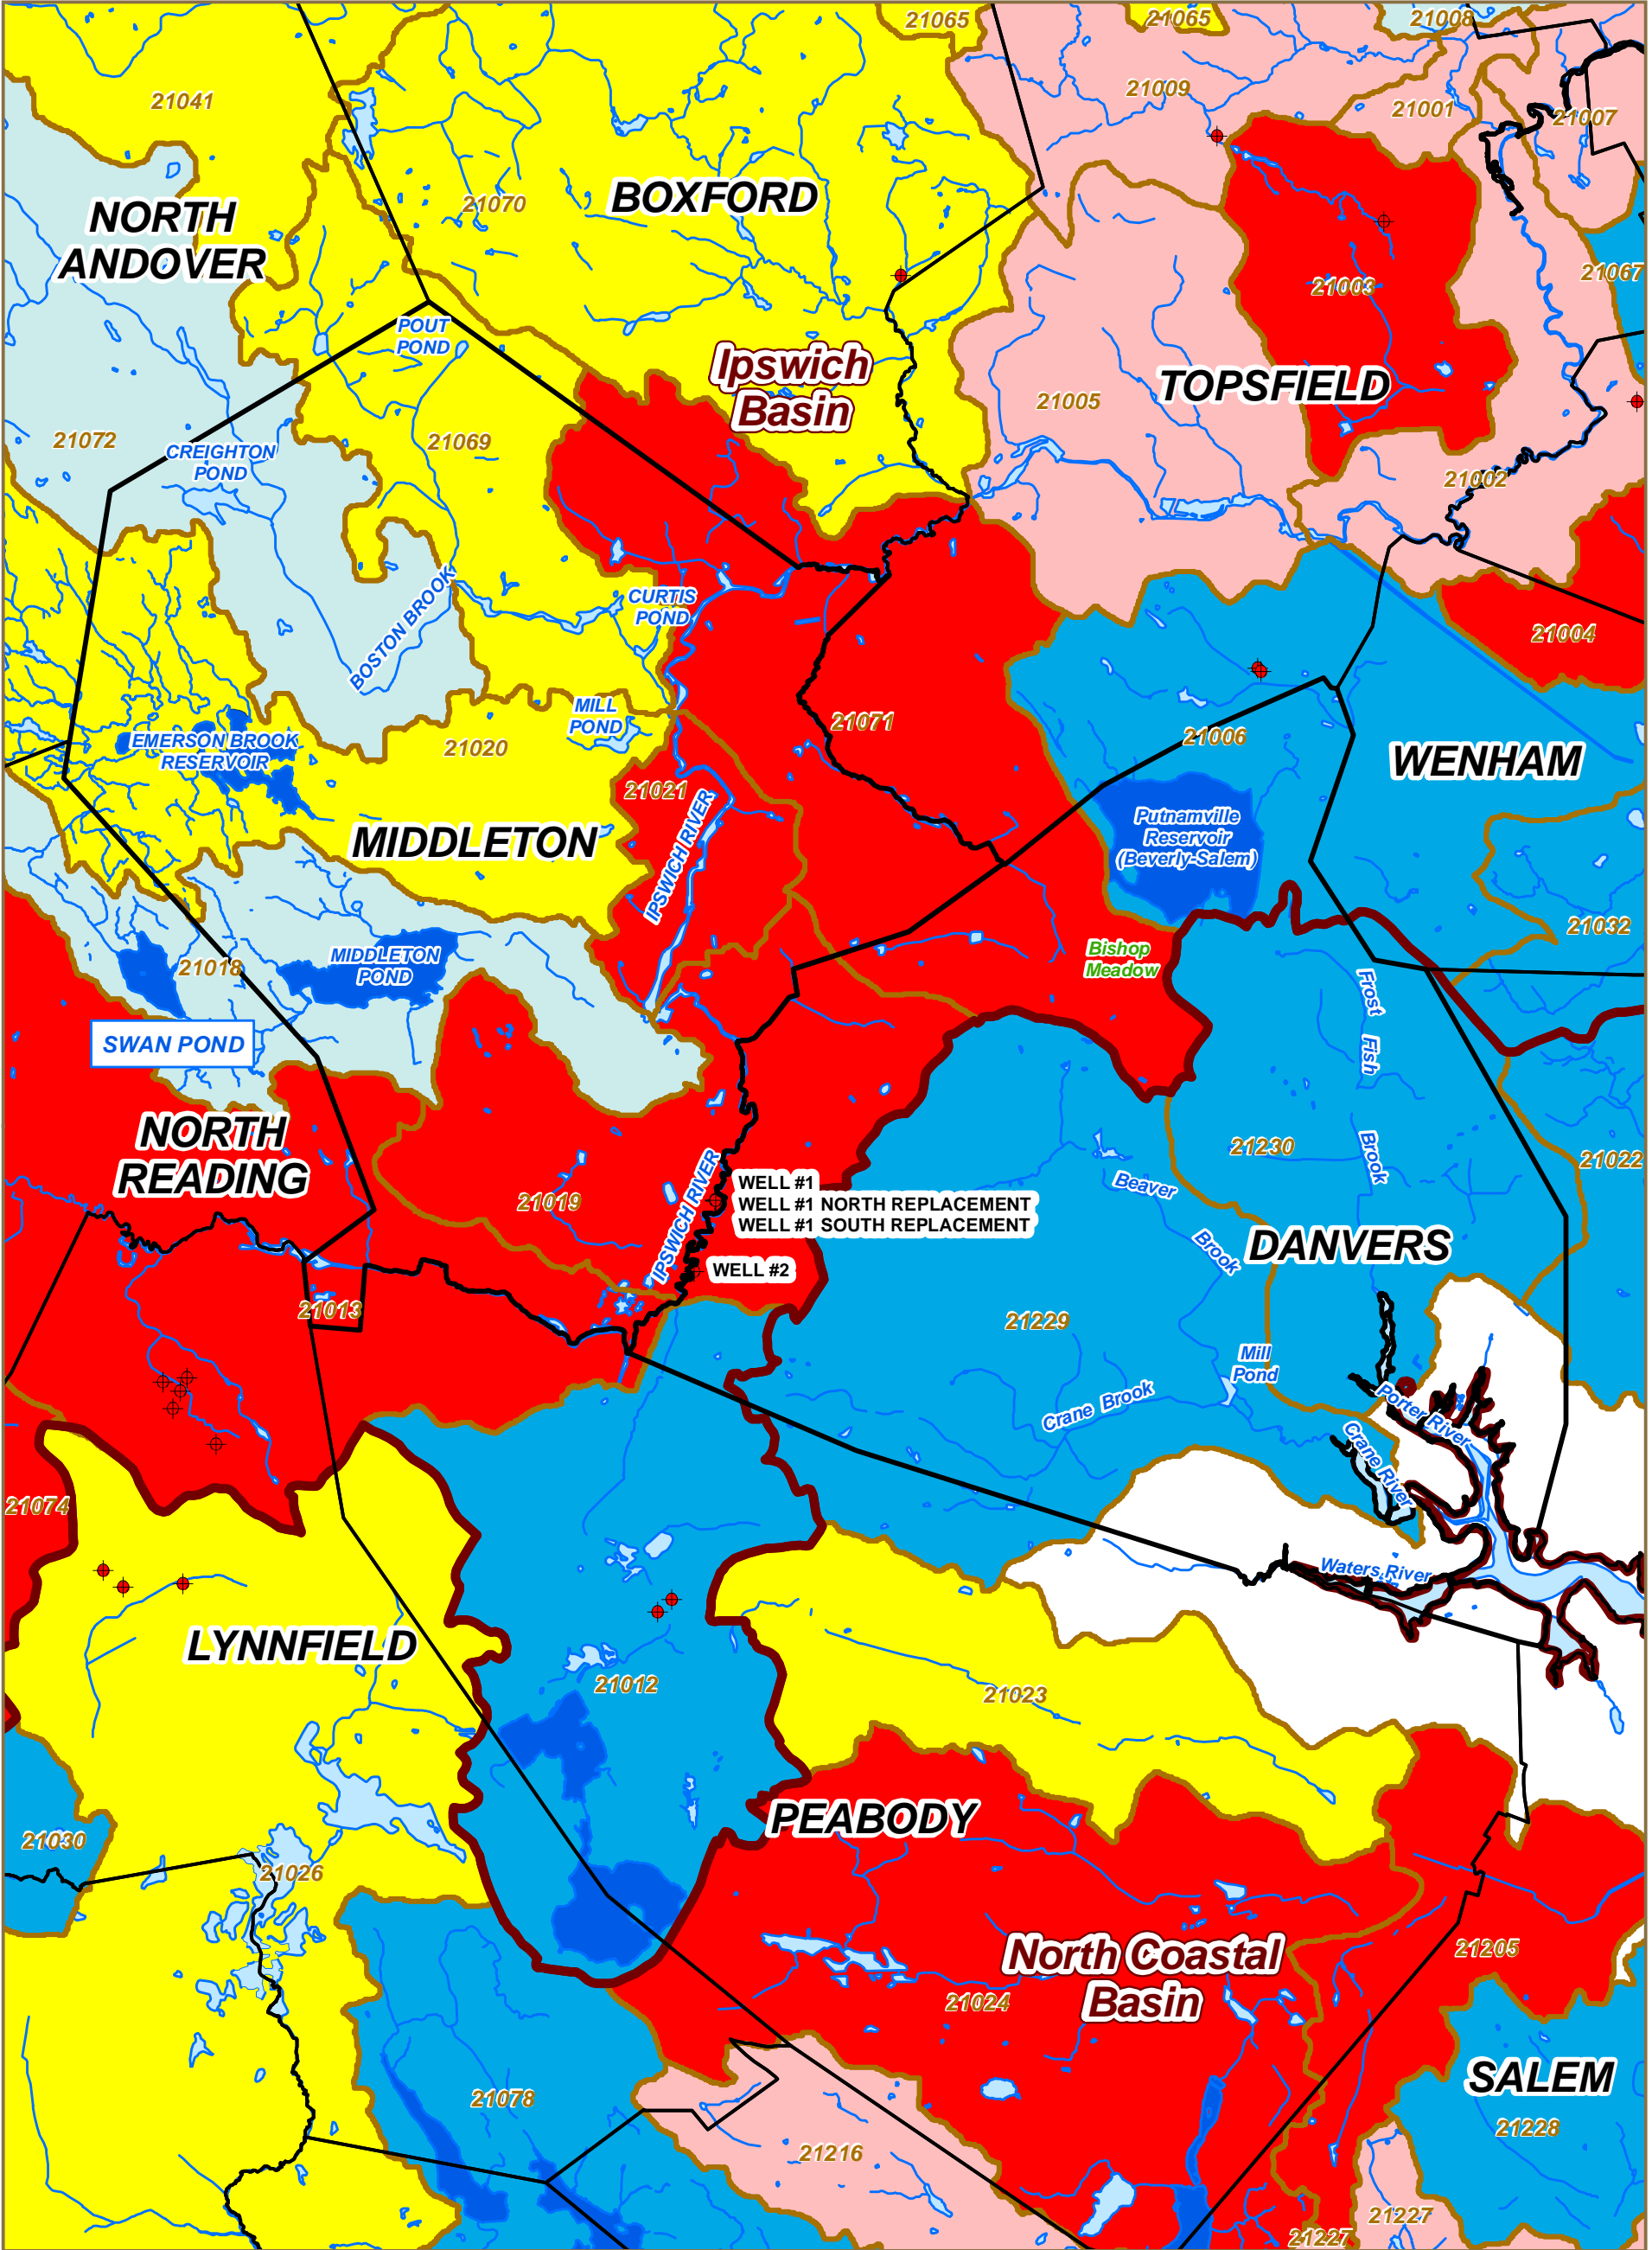 21065
21065
21008
21041
21009
21001
21007
NORTH
ANDOVER
21070
BOXFORD
21067
21003
POUT
POND
Ipswich
Basin
TOPSFIELD
21005
21072
CREIGHTON
POND
21069
21002
BOSTON BROOK
CURTIS
POND
21004
MILL
POND
21071
21006
EMERSON BROOK
RESERVOIR
21020
WENHAM
21021
IPSWICH RIVER
Putnamville
Reservoir
(Beverly-Salem)
MIDDLETON
21032
Bishop
Meadow
21018
MIDDLETON
POND
Frost
Fish
Brook
SWAN POND
NORTH
READING
21230
21022
21019
IPSWICH RIVER
WELL #1
WELL #1 NORTH REPLACEMENT
WELL #1 SOUTH REPLACEMENT
WELL #2
Beaver
Brook
DANVERS
21013
21229
Mill
Pond
Crane Brook
Porter River
Crane River
21074
Waters River
LYNNFIELD
21012
21023
PEABODY
21030
21026
North Coastal
Basin
21205
21024
SALEM
21078
21228
21216
21227
21227